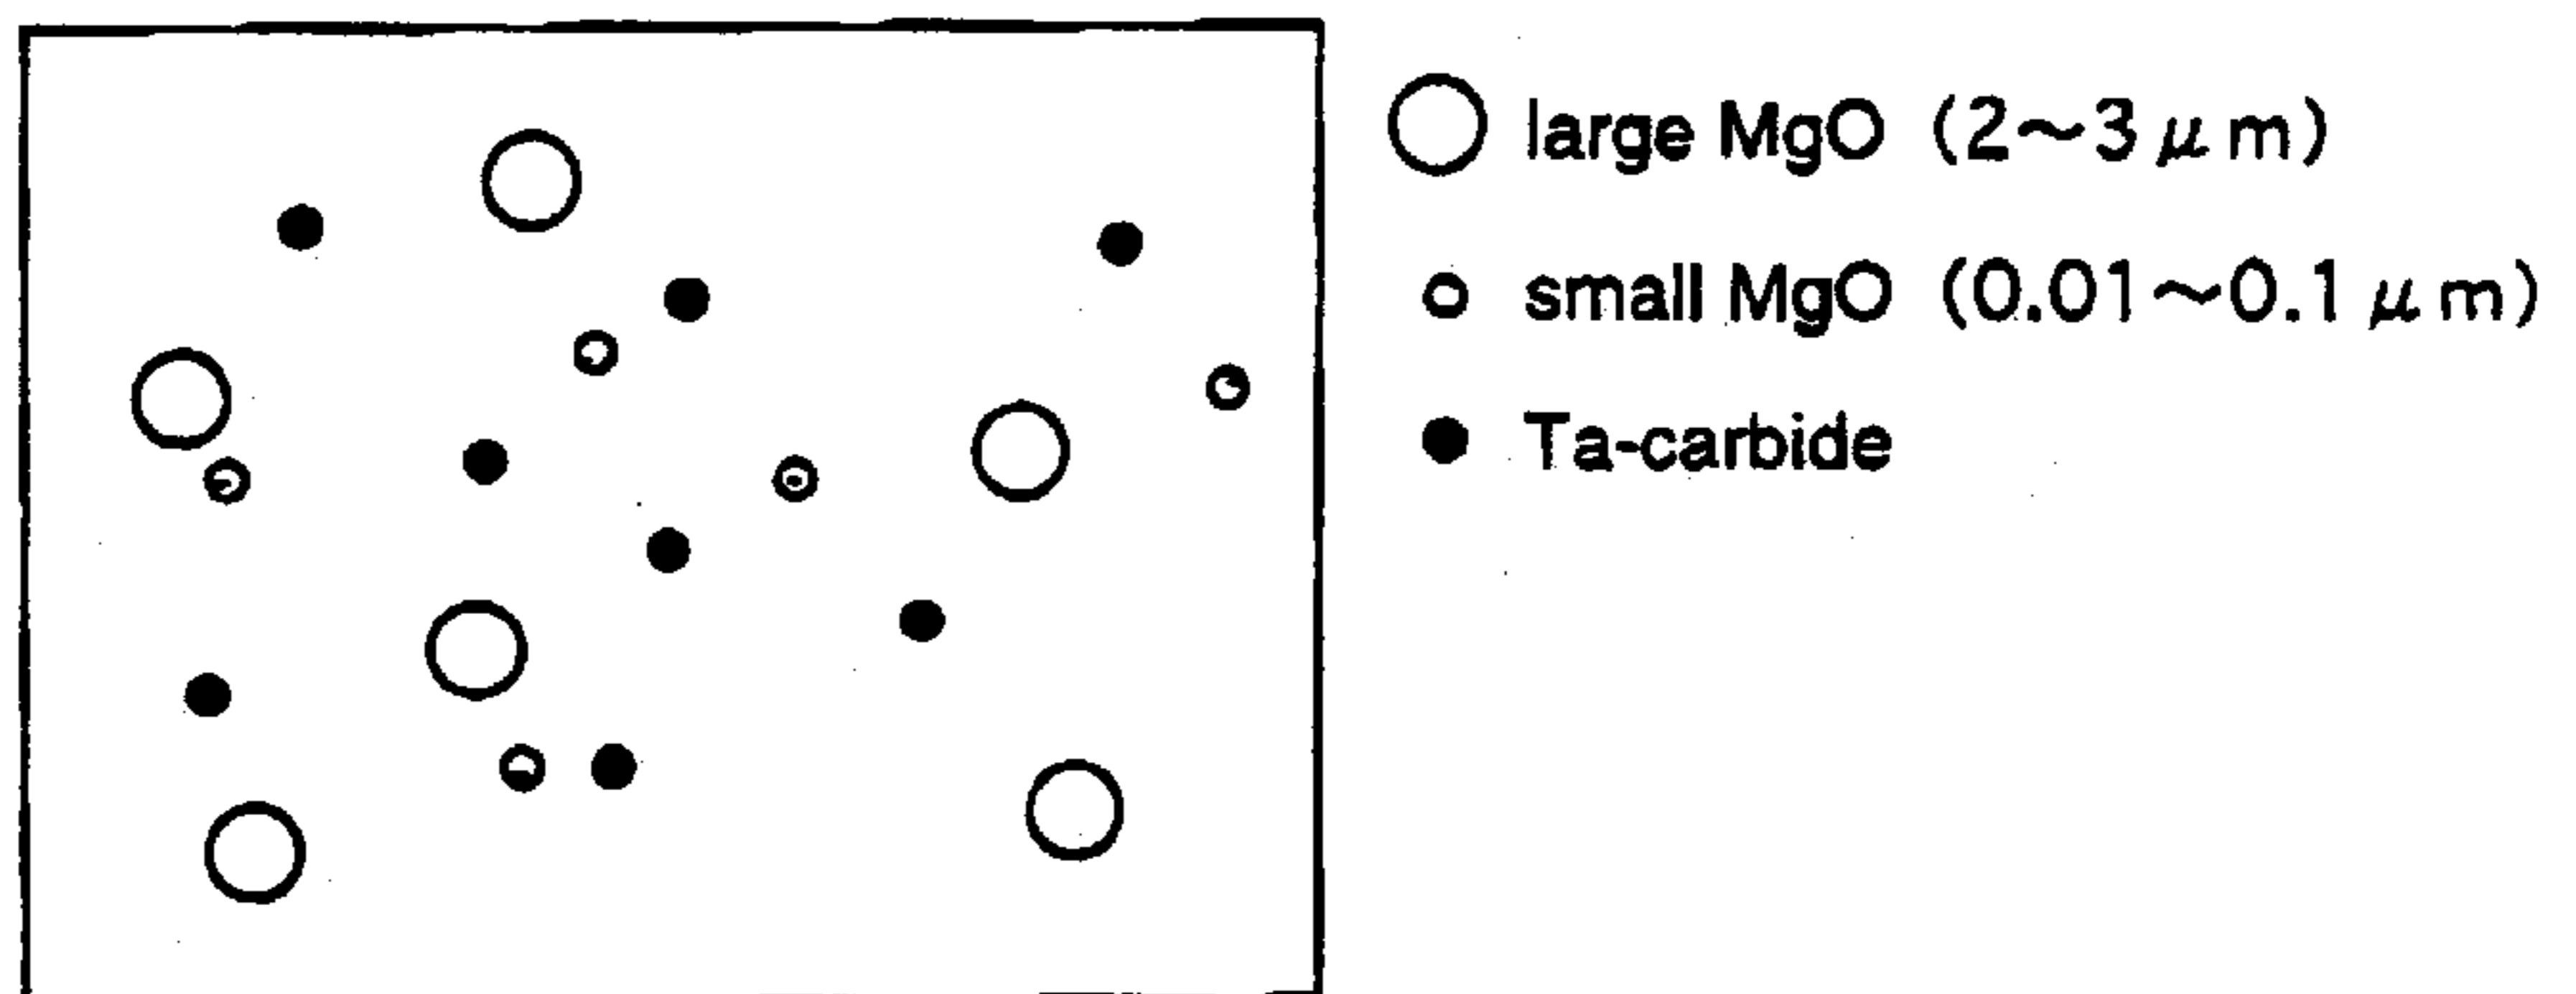 large MgO (2~3 μm)
small MgO (0.01~0.1 μm)
Ta-carbide